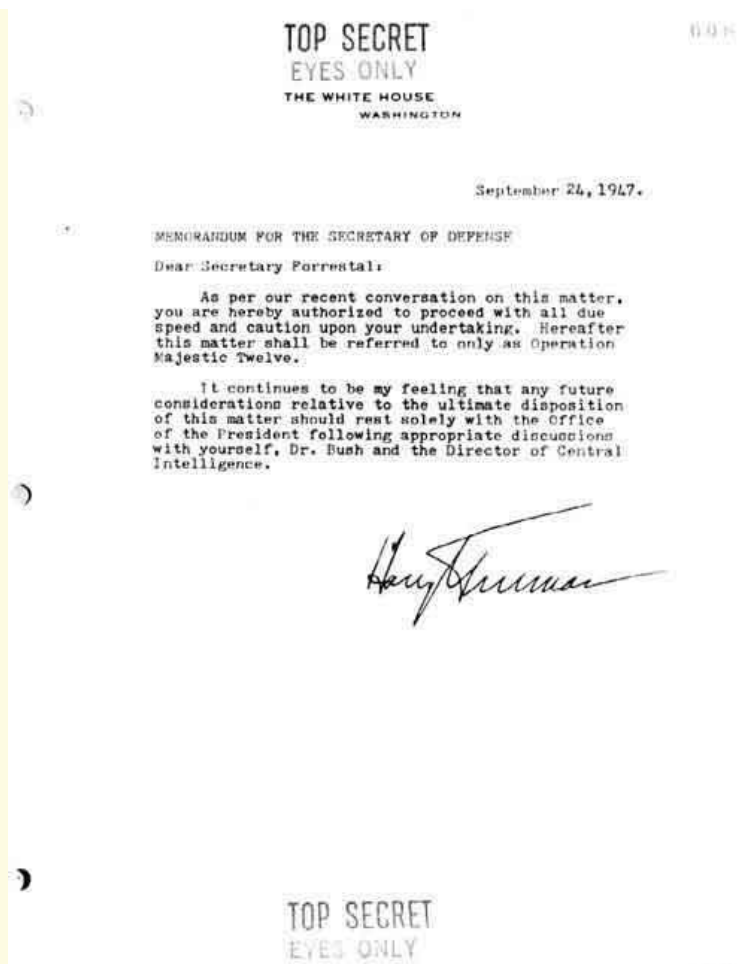 TOP SECRET
EYES ONLY
THE WHITE HOUSE
WASHINGTON
September 24, 1947.
MEMORANDUM FOR THE SECRETARY OF DEFENSE
Dear Secretary Forrestal:
As per our recent conversation on this matter,
you are hereby authorized to proceed with all due
speed and caution upon your undertaking. Hereafter
this matter shall be referred to only as Operation
Majestic Twelve.
It continues to be my feeling that any future
considerations relative to the ultimate disposition
of this matter should rest solely with the Office
of the President following appropriate discussions
with yourself, Dr. Bush and the Director of Central
Intelligence.
Harry Truman
TOP SECRET
EYES ONLY